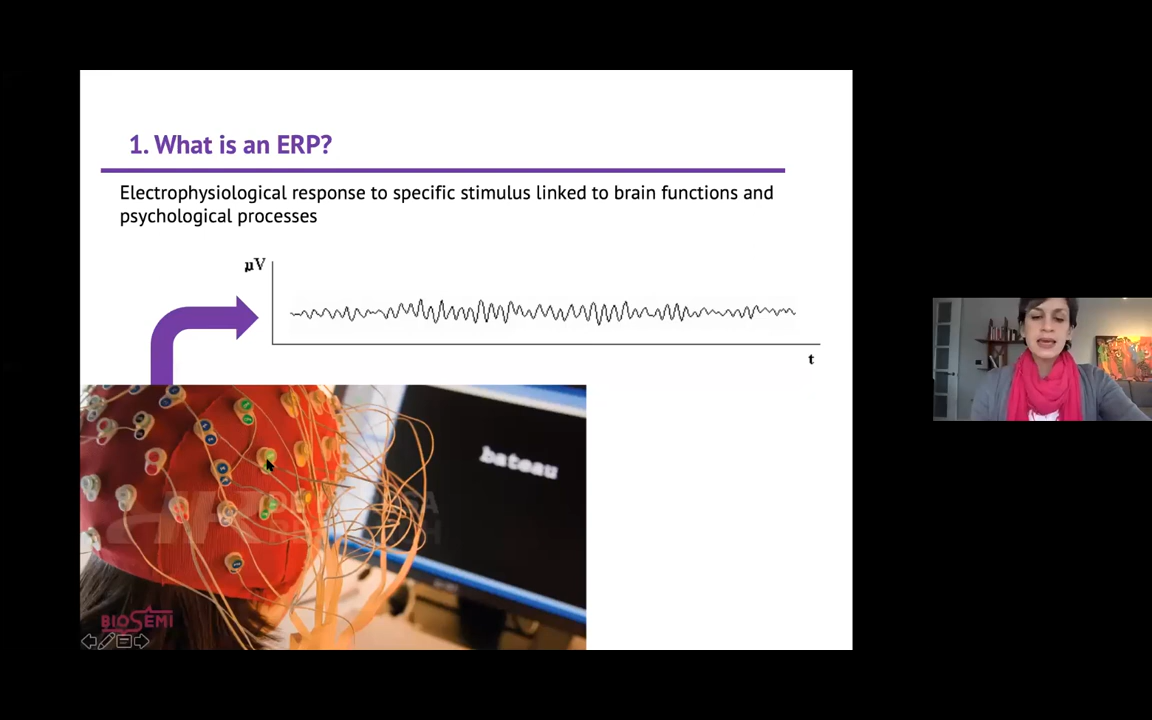 1. What is an ERP?
Electrophysiological response to specific stimulus linked to brain functions and
psychological processes
µV
t
bateau
BIOSEMI